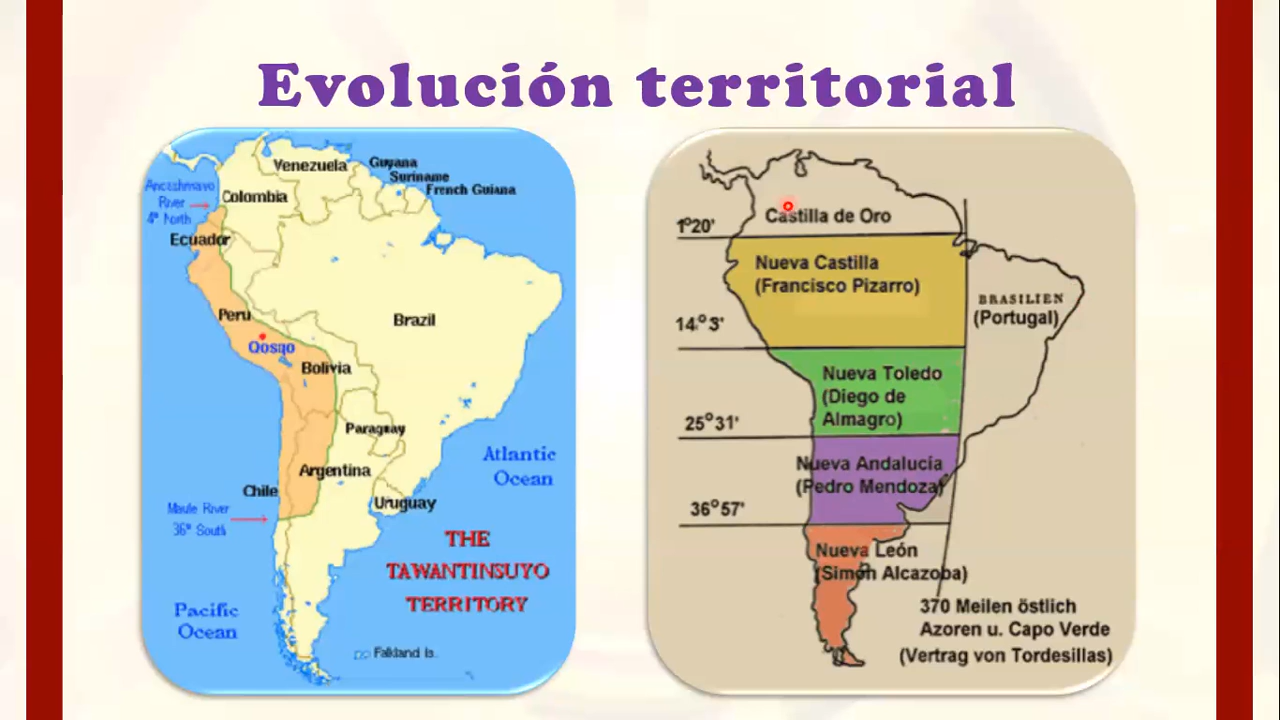 Evolución territorial
Venezuela
Guyana
Suriname
French Guiana
Colombia
River
4° North
Ecuador
Peru
Qosqo
Brazil
Bolivia
Paraguay
Argentina
Chile
Uruguay
Maule River
36° South
Atlantic
Ocean
Pacific
Ocean
THE
TAWANTINSUYO
TERRITORY
Falkland Is.
Castilla de Oro
1°20'
Nueva Castilla
(Francisco Pizarro)
14°3'
BRASILIEN
(Portugal)
Nueva Toledo
(Diego de
Almagro)
25°31'
Nueva Andalucía
(Pedro Mendoza)
36°57'
Nueva León
(Simón Alcazoba)
370 Meilen östlich
Azoren u. Capo Verde
(Vertrag von Tordesillas)